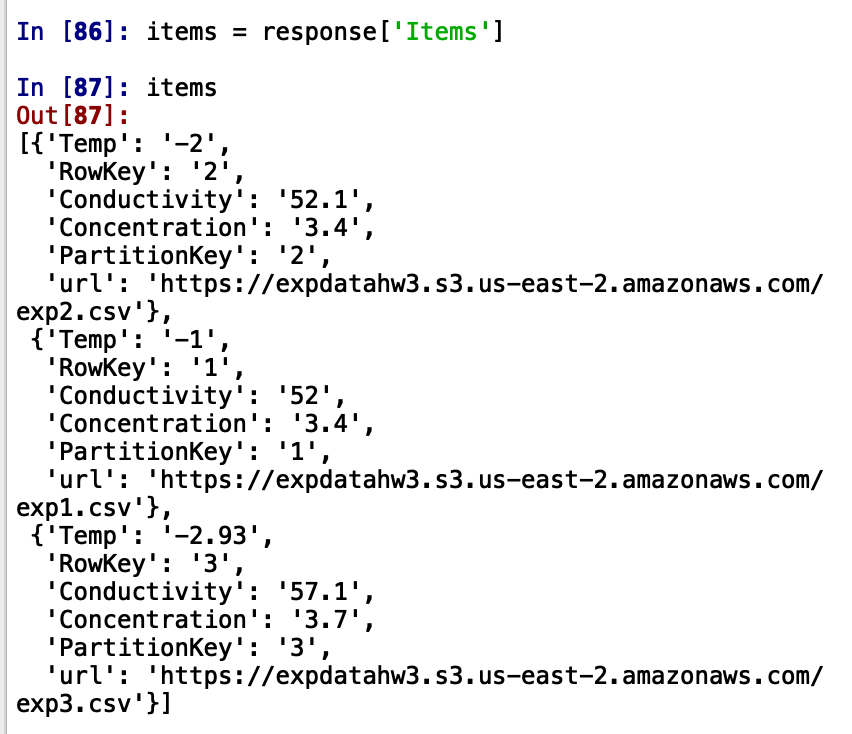 In [86]: items = response['Items']
In [87]: items
Out[87]:
[{'Temp': '-2',
'RowKey': '2',
'Conductivity': '52.1',
'Concentration': '3.4',
'PartitionKey': '2',
'url': 'https://expdatahw3.s3.us-east-2.amazonaws.com/
exp2.csv'},
{'Temp': '-1',
'RowKey': '1',
'Conductivity': '52',
'Concentration': '3.4',
'PartitionKey': '1',
'url': 'https://expdatahw3.s3.us-east-2.amazonaws.com/
exp1.csv'},
{'Temp': '-2.93',
'RowKey': '3',
'Conductivity': '57.1',
'Concentration': '3.7',
'PartitionKey': '3',
'url': 'https://expdatahw3.s3.us-east-2.amazonaws.com/
exp3.csv'}]